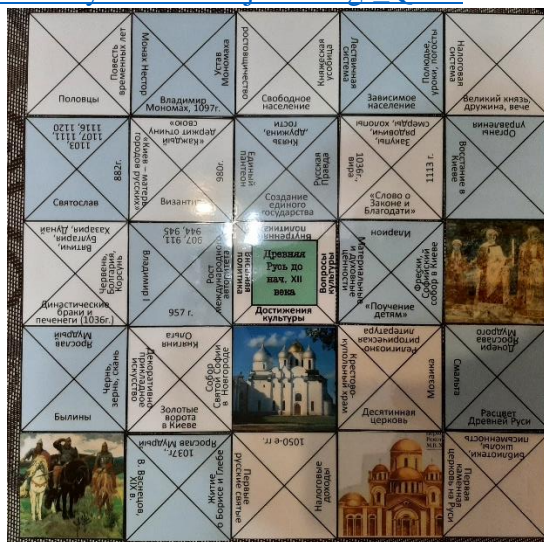 Повесть
временных лет
Половцы
Монах Нестор
Устав
Мономаха
Владимир
Мономах, 1097г.
ростовщичество
Княжеская
усобица
Свободное
население
Лествичная
система
Полюдье,
уроки, погосты
Зависимое
население
Налоговая
система
Великий князь,
дружина, вече
1103,
1107, 1111,
1116, 1120
882г.
Святослав
«Каждый
держит отчину
свою»
«Киев – матерь
городов русских»
980г.
Византия
Князь,
дружина,
гости
Единый
пантеон
Русская
Правда
Создание
единого
государства
Закупы,
рядовичи,
смерды, холопы
1036г.,
вира
1113 г.
«Слово о
Законе и
Благодати»
Органы
управления
Восстание в
Киеве
Вятичи,
Булгария,
Хазария, Дунай
Червень,
Болгария,
Корсунь
Династические
браки и
печенеги (1036г.)
907, 911,
944, 945
Владимир I
Рост
международного
авторитета
957 г.
Внутренняя
политика
Внешняя
политика
Древняя
Русь до
нач. XII
века
Вопросы
культуры
Достижения
культуры
Иларион
Материальные
и духовные
ценности
Фрески,
Софийский
собор в Киеве
«Поучение
детям»
Ярослав
Мудрый
Чернь,
зернь, скань
Былины
Княгиня
Ольга
Декоративно-
прикладное
искусство
Собор
Святой Софии
в Новгороде
Золотые
ворота
в Киеве
Религиозно-
риторическая
литература
Крестово-
купольный храм
Мозаика
Десятинная
церковь
Дочери
Ярослава
Мудрого
Смальта
Расцвет
Древней Руси
1037г.,
Ярослав Мудрый
В. Васнецов,
XIX в.
Житие
о Борисе и Глебе
1050-е гг.
Первые
русские святые
Налоговые
доходы
Библиотеки,
школы,
письменность
Первая
каменная
церковь на Руси